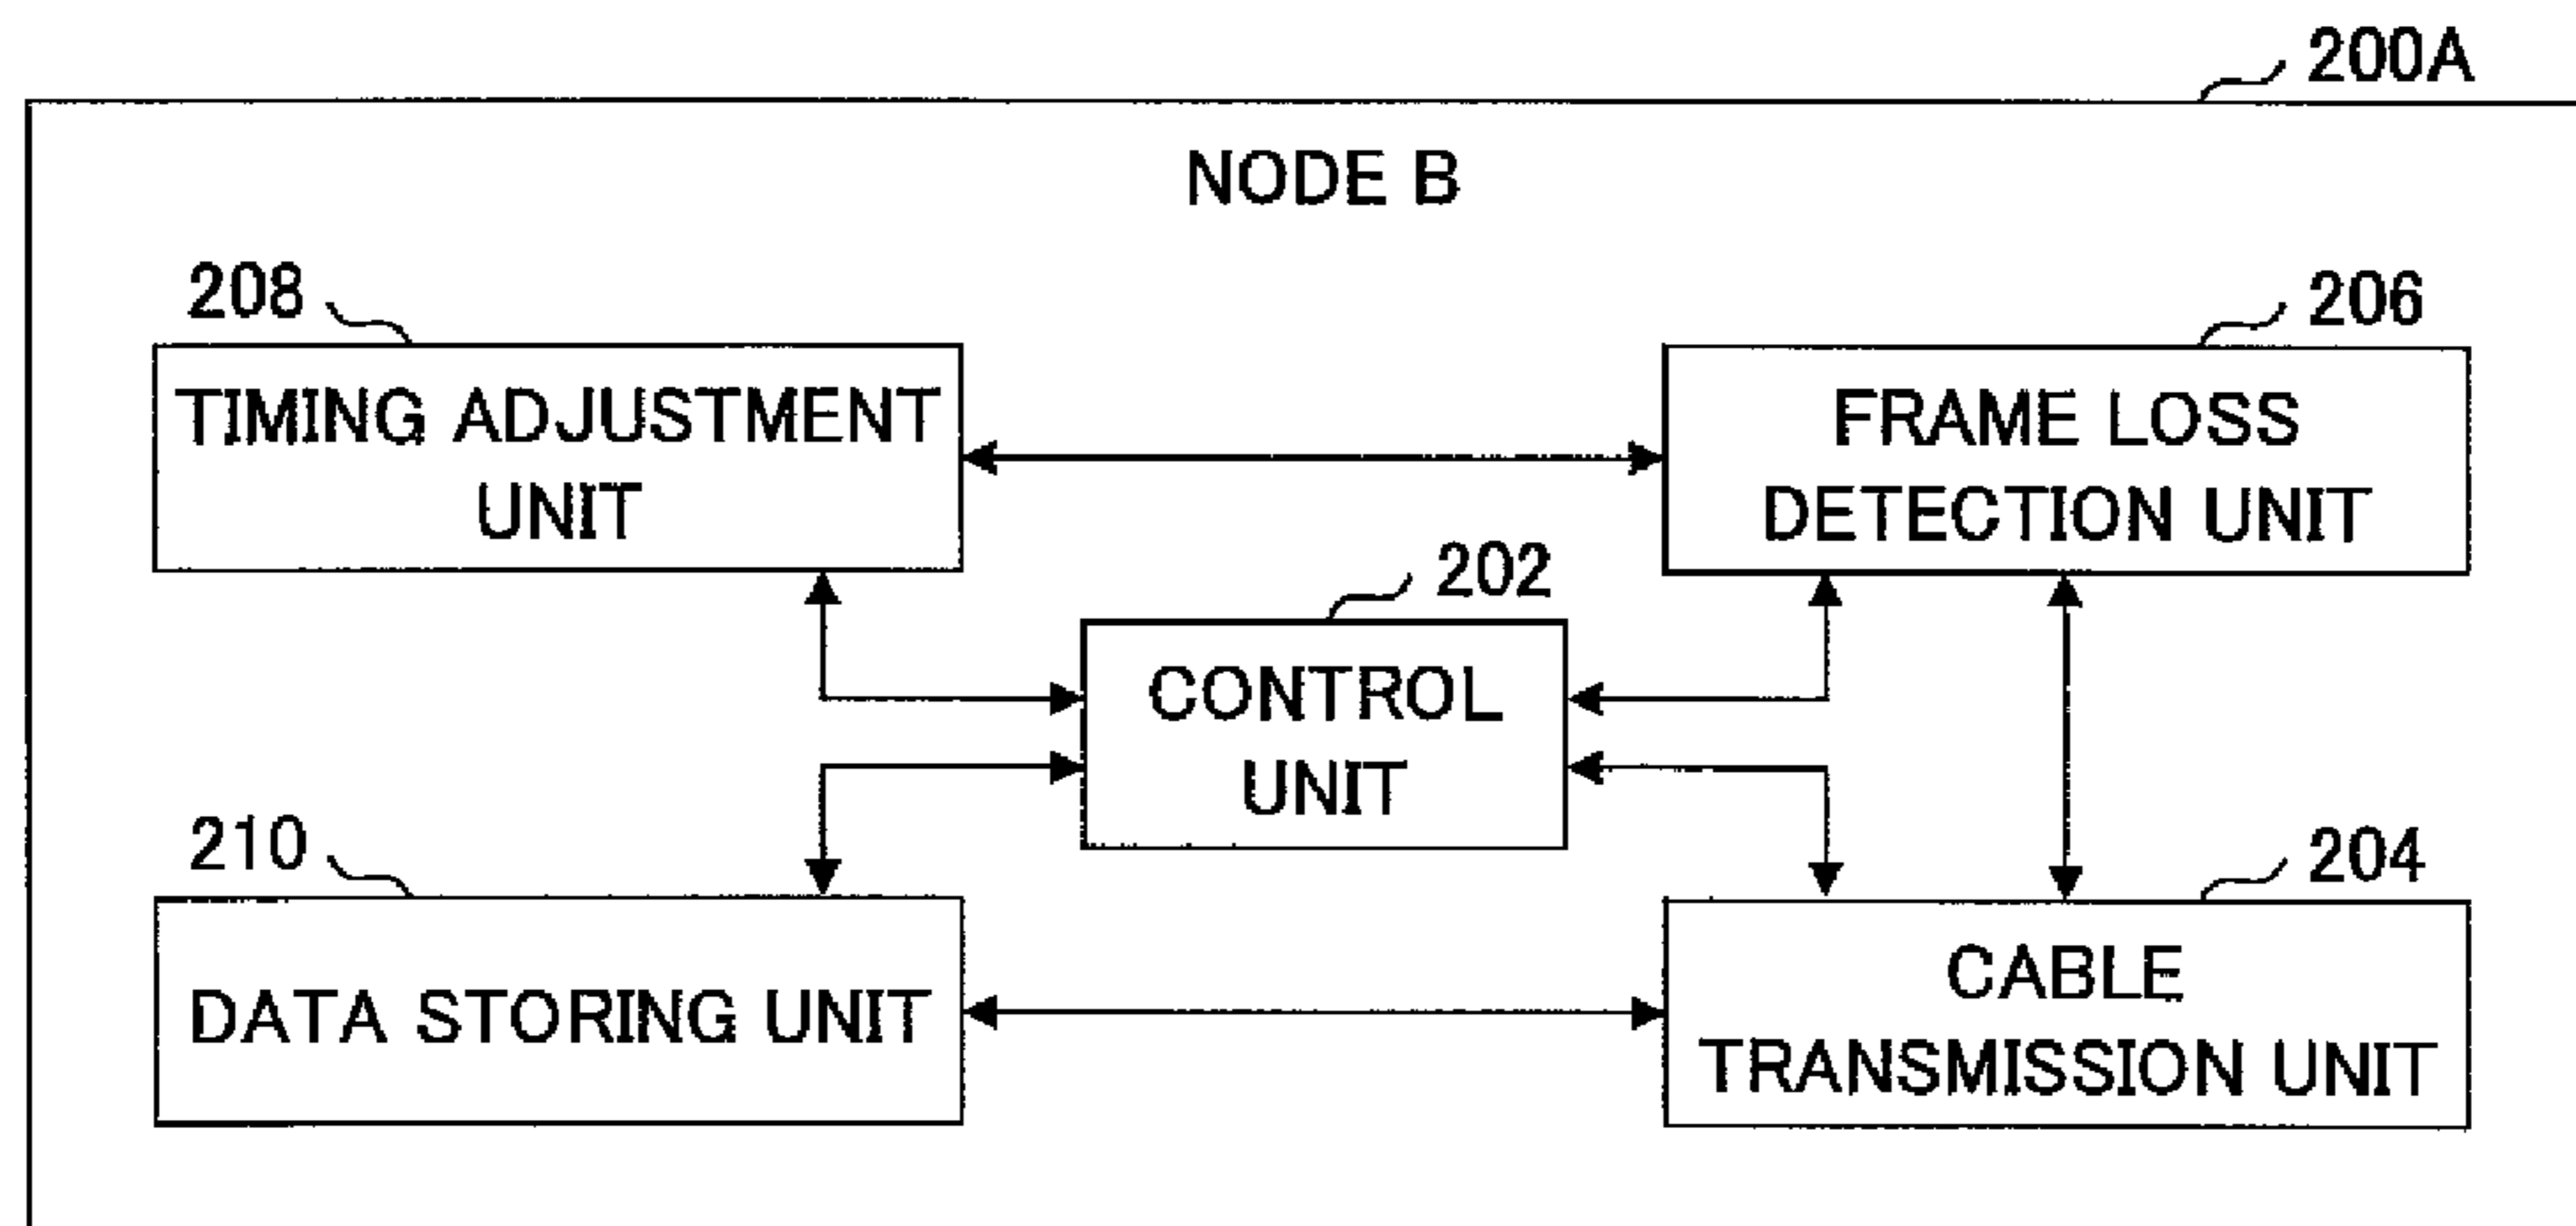 200A
NODE B
208
206
TIMING ADJUSTMENT
UNIT
FRAME LOSS
DETECTION UNIT
202
CONTROL
UNIT
210
204
DATA STORING UNIT
CABLE
TRANSMISSION UNIT